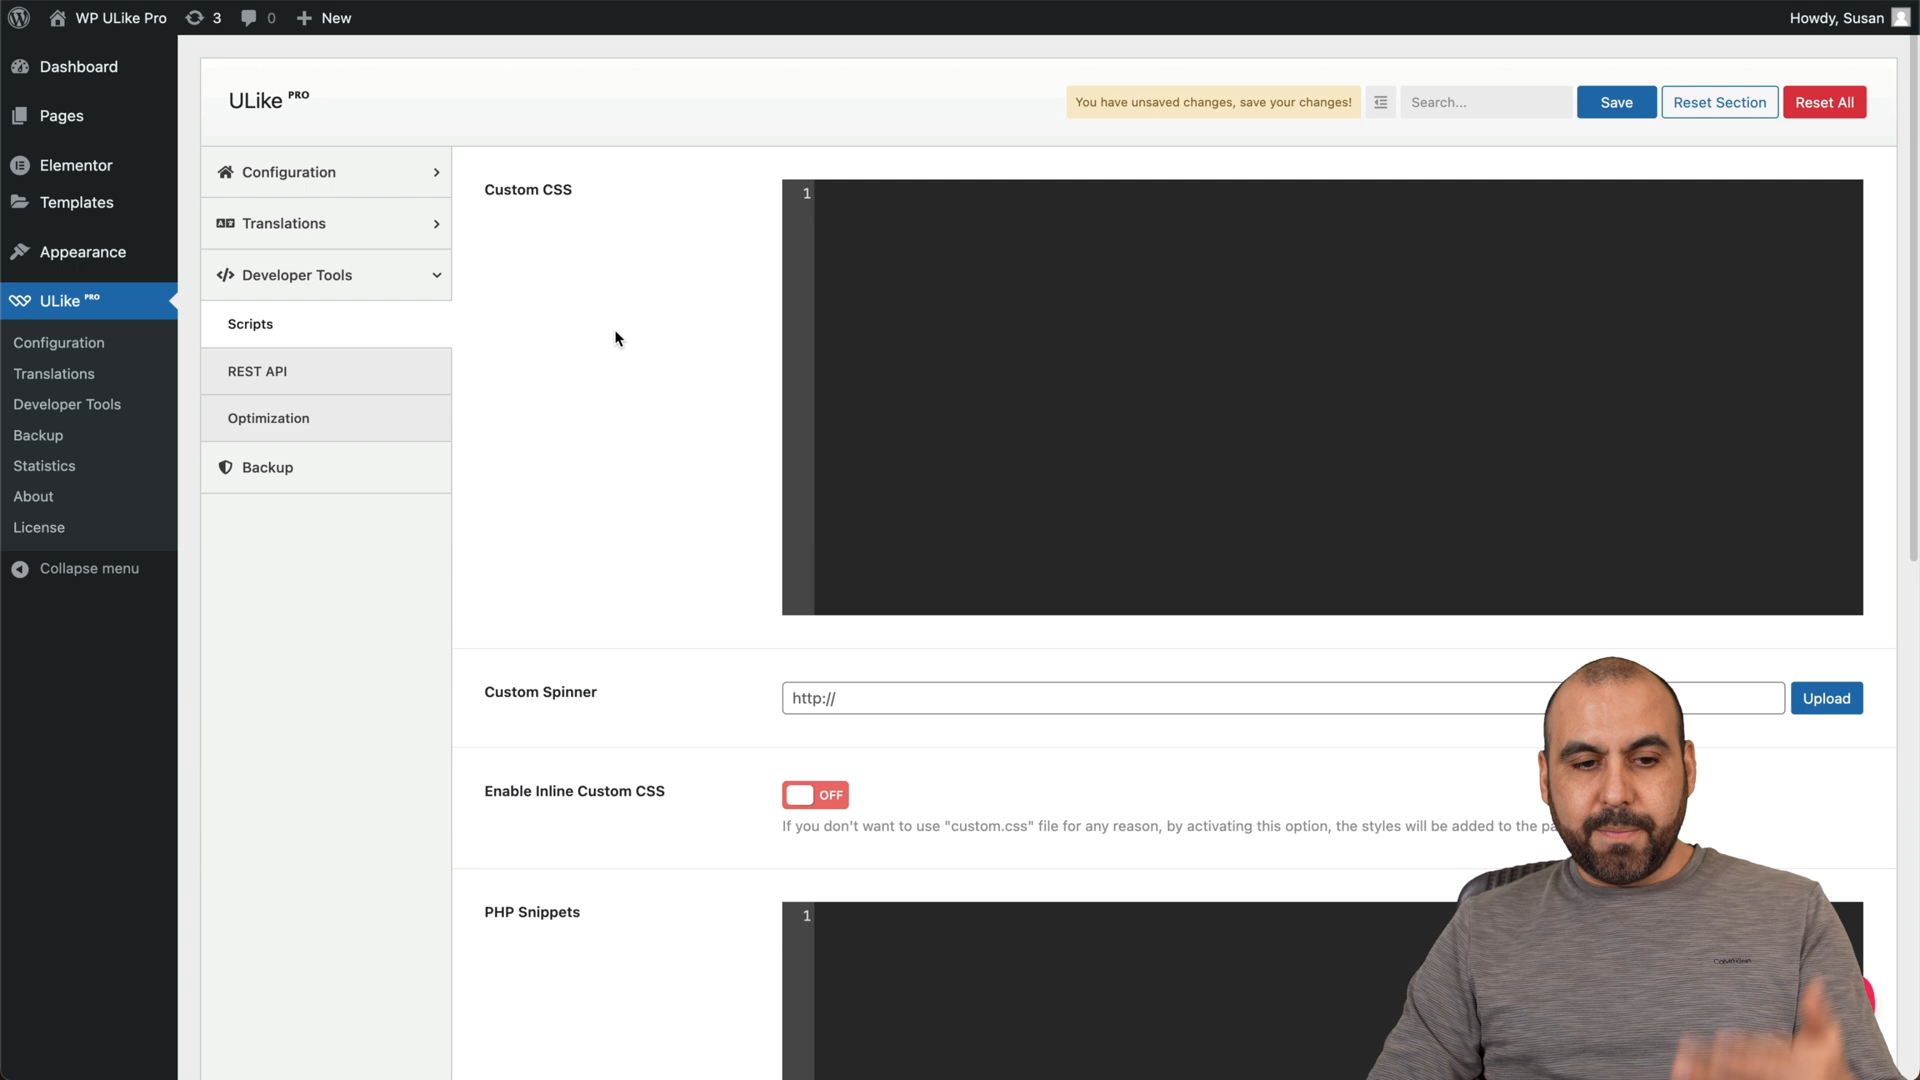 WP ULike Pro 3 0 New Howdy, Susan
Dashboard
Pages
Elementor
Templates
Appearance
ULike PRO
Configuration
Translations
Developer Tools
Backup
Statistics
About
License
Collapse menu
ULike PRO
You have unsaved changes, save your changes! Search... Save Reset Section Reset All
Configuration
Translations
Developer Tools
Scripts
REST API
Optimization
Backup
Custom CSS
1
Custom Spinner
http://
Upload
Enable Inline Custom CSS
OFF
If you don't want to use "custom.css" file for any reason, by activating this option, the styles will be added to the
PHP Snippets
1
Calvin Klein